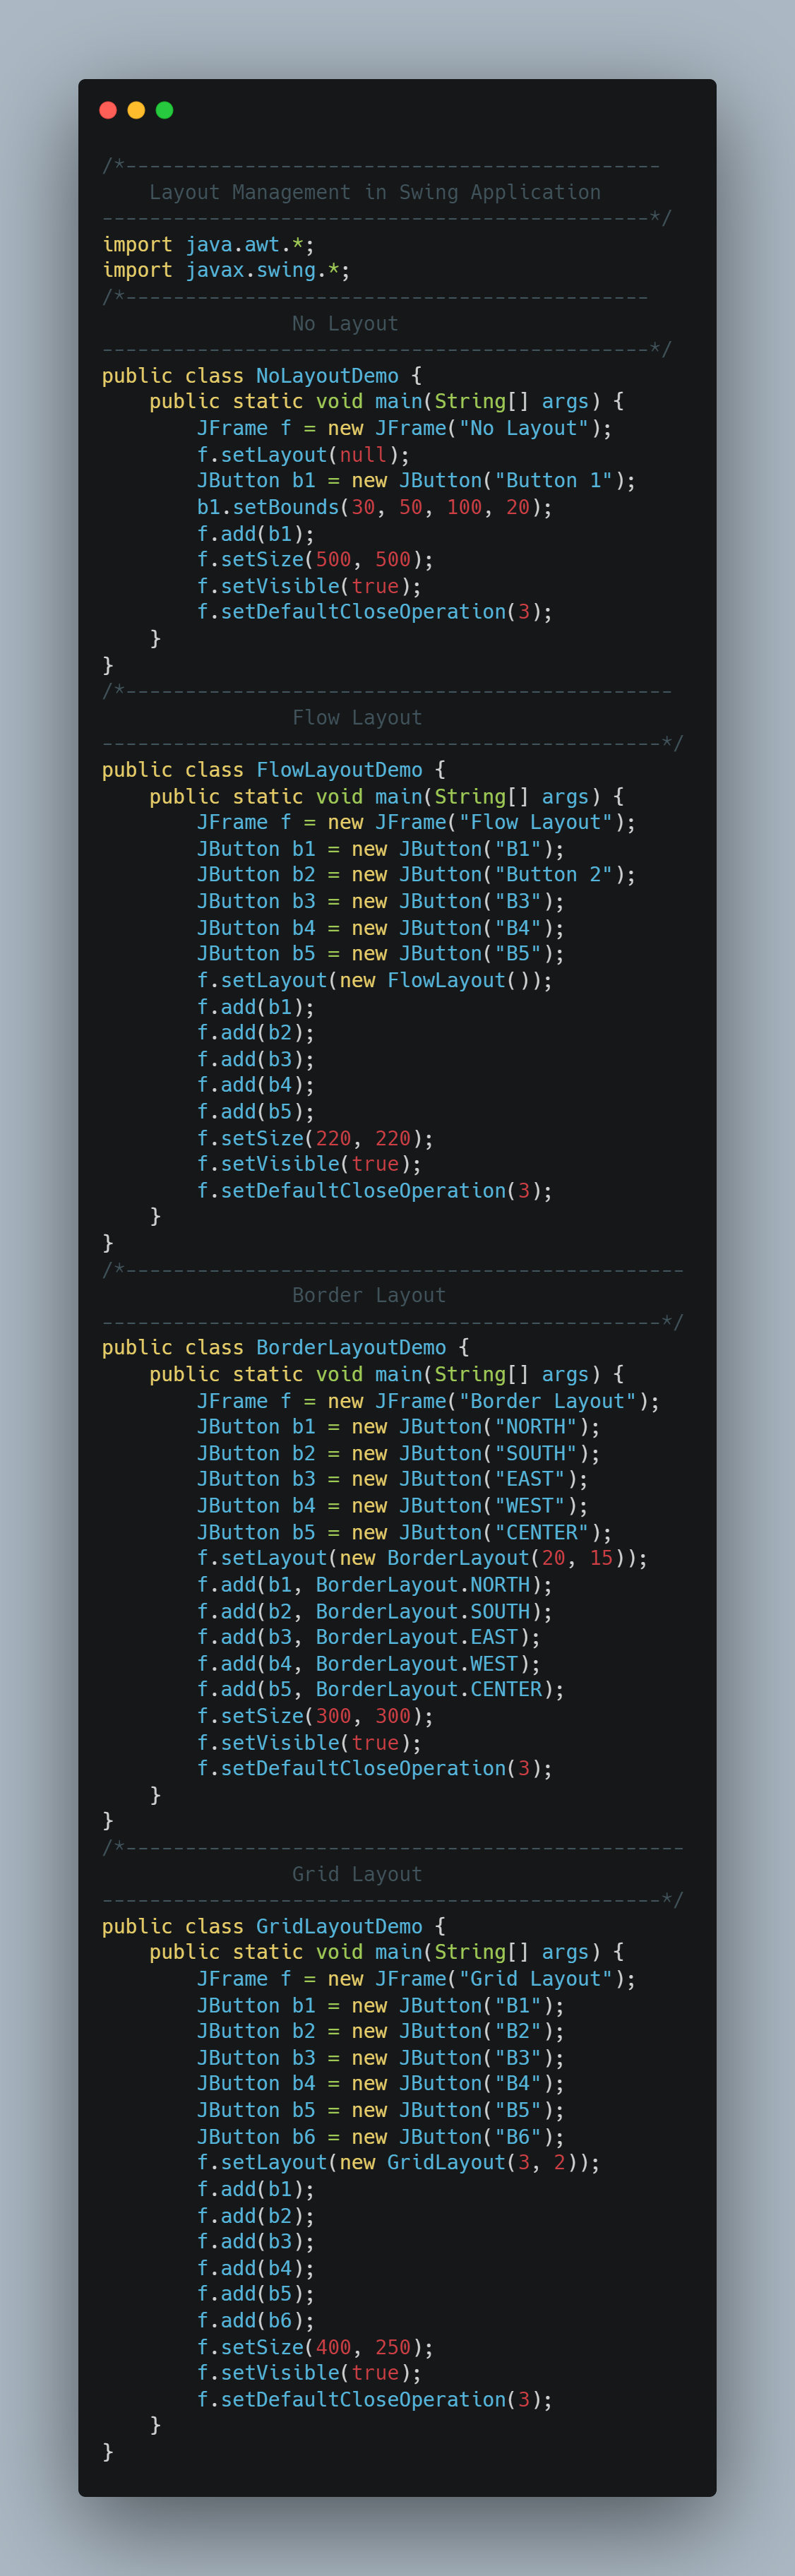 /*---------------------------------------------
    Layout Management in Swing Application
----------------------------------------------*/
import java.awt.*;
import javax.swing.*;
/*--------------------------------------------
                No Layout
----------------------------------------------*/
public class NoLayoutDemo {
    public static void main(String[] args) {
        JFrame f = new JFrame("No Layout");
        f.setLayout(null);
        JButton b1 = new JButton("Button 1");
        b1.setBounds(30, 50, 100, 20);
        f.add(b1);
        f.setSize(500, 500);
        f.setVisible(true);
        f.setDefaultCloseOperation(3);
    }
}
/*----------------------------------------------
                Flow Layout
-----------------------------------------------*/
public class FlowLayoutDemo {
    public static void main(String[] args) {
        JFrame f = new JFrame("Flow Layout");
        JButton b1 = new JButton("B1");
        JButton b2 = new JButton("Button 2");
        JButton b3 = new JButton("B3");
        JButton b4 = new JButton("B4");
        JButton b5 = new JButton("B5");
        f.setLayout(new FlowLayout());
        f.add(b1);
        f.add(b2);
        f.add(b3);
        f.add(b4);
        f.add(b5);
        f.setSize(220, 220);
        f.setVisible(true);
        f.setDefaultCloseOperation(3);
    }
}
/*-----------------------------------------------
                Border Layout
-----------------------------------------------*/
public class BorderLayoutDemo {
    public static void main(String[] args) {
        JFrame f = new JFrame("Border Layout");
        JButton b1 = new JButton("NORTH");
        JButton b2 = new JButton("SOUTH");
        JButton b3 = new JButton("EAST");
        JButton b4 = new JButton("WEST");
        JButton b5 = new JButton("CENTER");
        f.setLayout(new BorderLayout(20, 15));
        f.add(b1, BorderLayout.NORTH);
        f.add(b2, BorderLayout.SOUTH);
        f.add(b3, BorderLayout.EAST);
        f.add(b4, BorderLayout.WEST);
        f.add(b5, BorderLayout.CENTER);
        f.setSize(300, 300);
        f.setVisible(true);
        f.setDefaultCloseOperation(3);
    }
}
/*-----------------------------------------------
                Grid Layout
-----------------------------------------------*/
public class GridLayoutDemo {
    public static void main(String[] args) {
        JFrame f = new JFrame("Grid Layout");
        JButton b1 = new JButton("B1");
        JButton b2 = new JButton("B2");
        JButton b3 = new JButton("B3");
        JButton b4 = new JButton("B4");
        JButton b5 = new JButton("B5");
        JButton b6 = new JButton("B6");
        f.setLayout(new GridLayout(3, 2));
        f.add(b1);
        f.add(b2);
        f.add(b3);
        f.add(b4);
        f.add(b5);
        f.add(b6);
        f.setSize(400, 250);
        f.setVisible(true);
        f.setDefaultCloseOperation(3);
    }
}